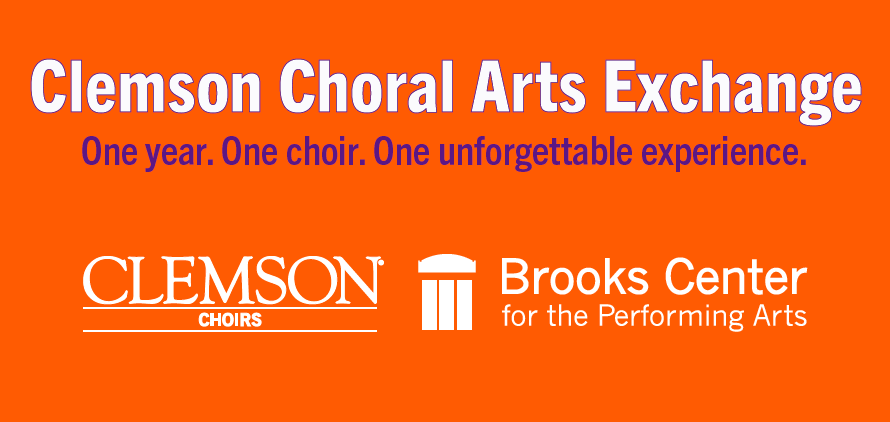 Clemson Choral Arts Exchange
One year. One choir. One unforgettable experience.
CLEMSON
CHOIRS
Brooks Center
for the Performing Arts